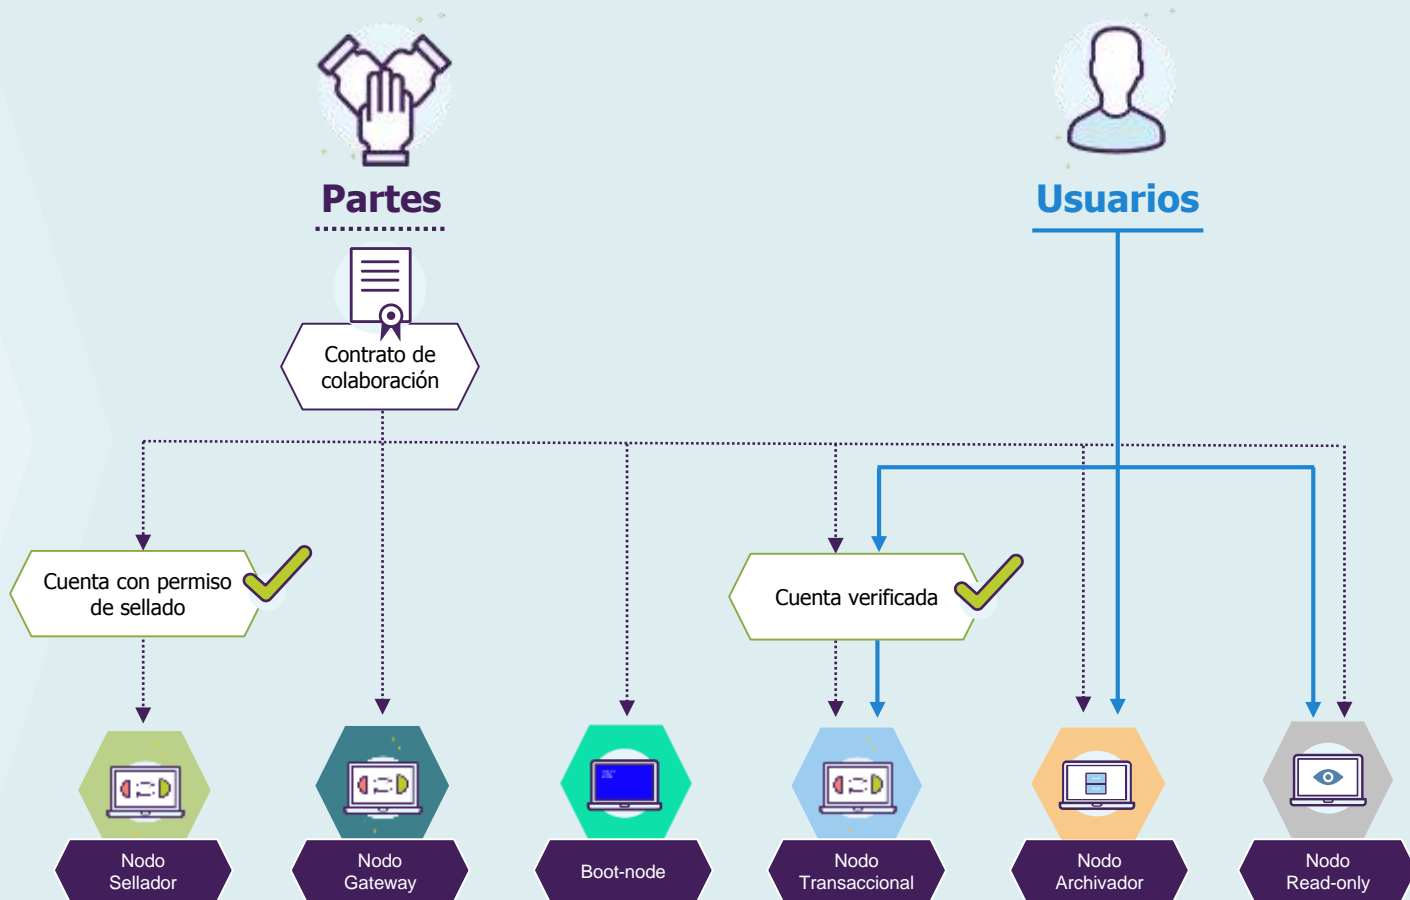 Partes
Usuarios
Contrato de
colaboración
Cuenta con permiso
de sellado
Cuenta verificada
Nodo
Sellador
Nodo
Gateway
Boot-node
Nodo
Transaccional
Nodo
Archivador
Nodo
Read-only